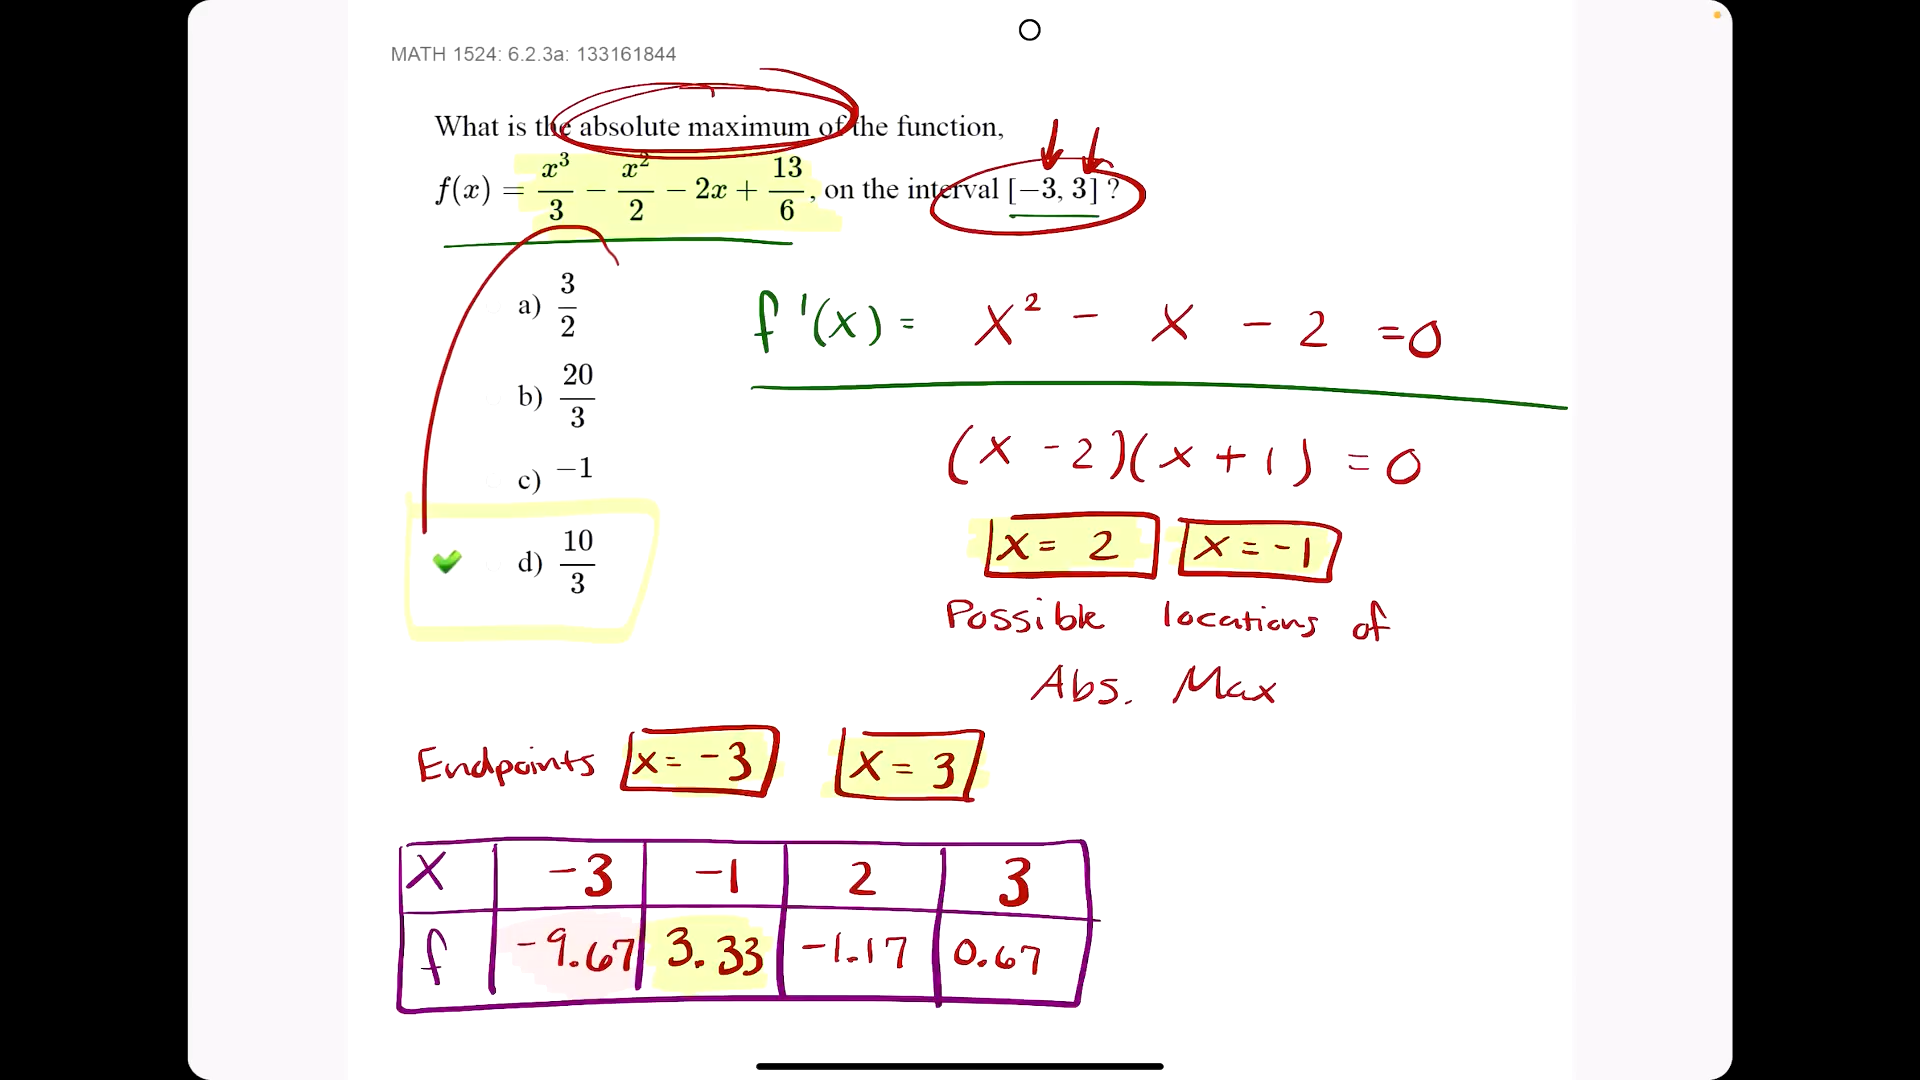 MATH 1524: 6.2.3a: 133161844
What is the absolute maximum of the function,
f(x) = x³/3 − x²/2 − 2x + 13/6, on the interval [−3, 3] ?
a) 3/2
b) 20/3
c) −1
d) 10/3
f'(x) = x² − x − 2 = 0
(x − 2)(x + 1) = 0
x = 2 x = −1
Possible locations of
Abs. Max
Endpoints x = −3 x = 3
x −3 −1 2 3
f −9.67 3.33 −1.17 0.67